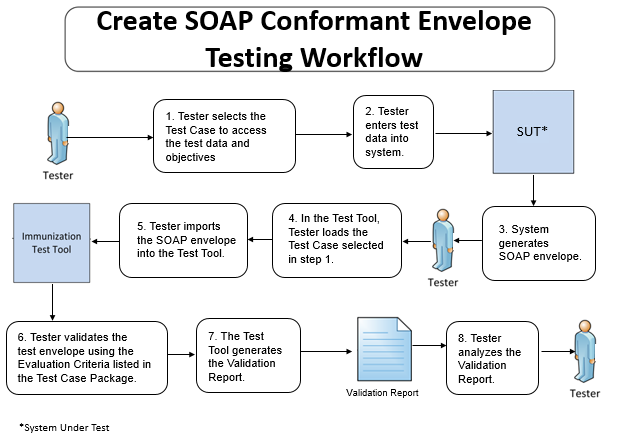 Create SOAP Conformant Envelope
Testing Workflow
Tester
1. Tester selects the
Test Case to access
the test data and
objectives
2. Tester
enters test
data into
system.
SUT*
3. System
generates
SOAP envelope.
Tester
4. In the Test Tool,
Tester loads the
Test Case selected
in step 1.
5. Tester imports
the SOAP envelope
into the Test Tool.
Immunization
Test Tool
6. Tester validates the
test envelope using the
Evaluation Criteria listed in
the Test Case Package.
7. The Test
Tool generates
the Validation
Report.
Validation Report
8. Tester
analyzes the
Validation
Report.
Tester
*System Under Test